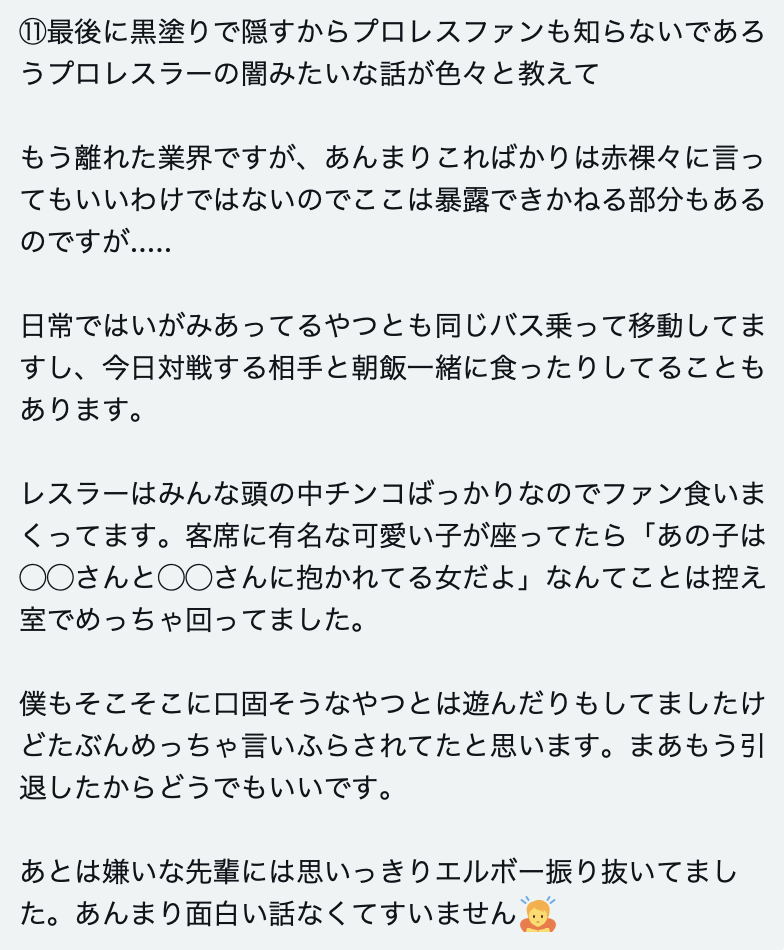 ⑪最後に黒塗りで隠すからプロレスファンも知らないであろ
うプロレスラーの闇みたいな話が色々と教えて
もう離れた業界ですが、あんまりこればかりは赤裸々に言っ
てもいいわけではないのでここは暴露できかねる部分もある
のですが.....
日常ではいがみあってるやつとも同じバス乗って移動してま
すし、今日対戦する相手と朝飯一緒に食ったりしてることも
あります。
レスラーはみんな頭の中チンコばっかりなのでファン食いま
くってます。客席に有名な可愛い子が座ってたら「あの子は
◯◯さんと◯◯さんに抱かれてる女だよ」なんてことは控え
室でめっちゃ回ってました。
僕もそこそこに口固そうなやつとは遊んだりもしてましたけ
どたぶんめっちゃ言いふらされてたと思います。まあもう引
退したからどうでもいいです。
あとは嫌いな先輩には思いっきりエルボー振り抜いてまし
た。あんまり面白い話なくてすいません🙇